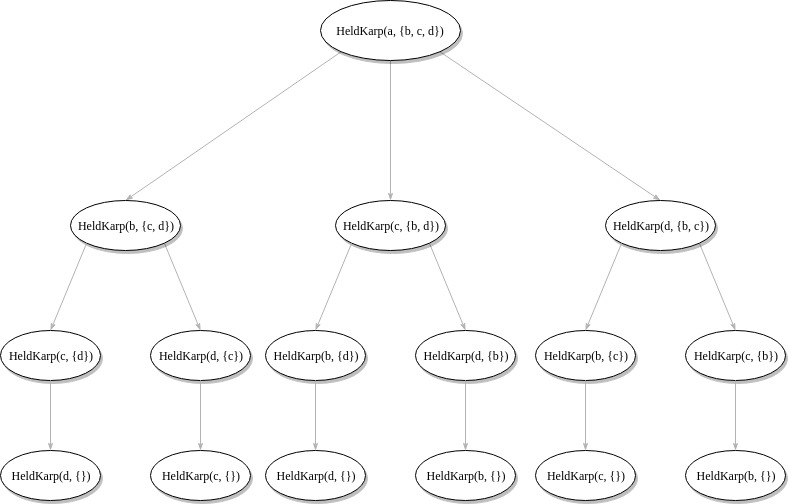 HeldKarp(a, {b, c, d})
HeldKarp(b, {c, d})
HeldKarp(c, {b, d})
HeldKarp(d, {b, c})
HeldKarp(c, {d})
HeldKarp(d, {c})
HeldKarp(b, {d})
HeldKarp(d, {b})
HeldKarp(b, {c})
HeldKarp(c, {b})
HeldKarp(d, {})
HeldKarp(c, {})
HeldKarp(d, {})
HeldKarp(b, {})
HeldKarp(c, {})
HeldKarp(b, {})